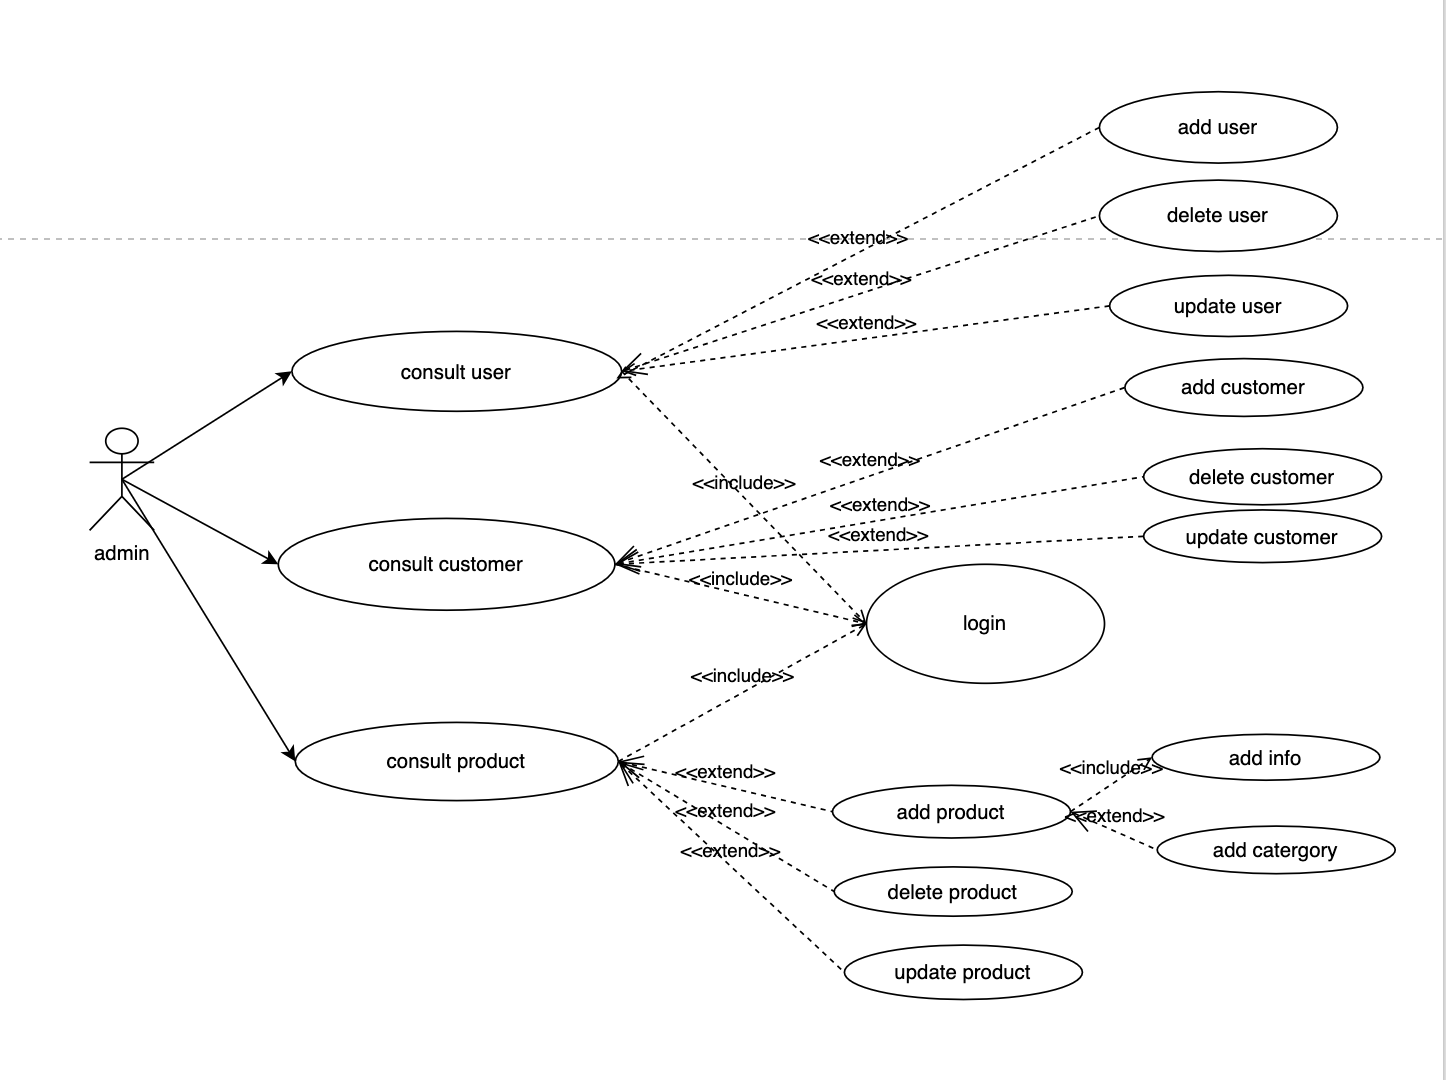 add user
delete user
<<extend>>
<<extend>>
update user
<<extend>>
consult user
add customer
<<extend>>
delete customer
<<include>>
<<extend>>
<<extend>>
update customer
admin
consult customer
<<include>>
login
<<include>>
consult product
add info
<<include>>
<<extend>>
add product
<<extend>>
<<extend>>
add catergory
<<extend>>
delete product
update product